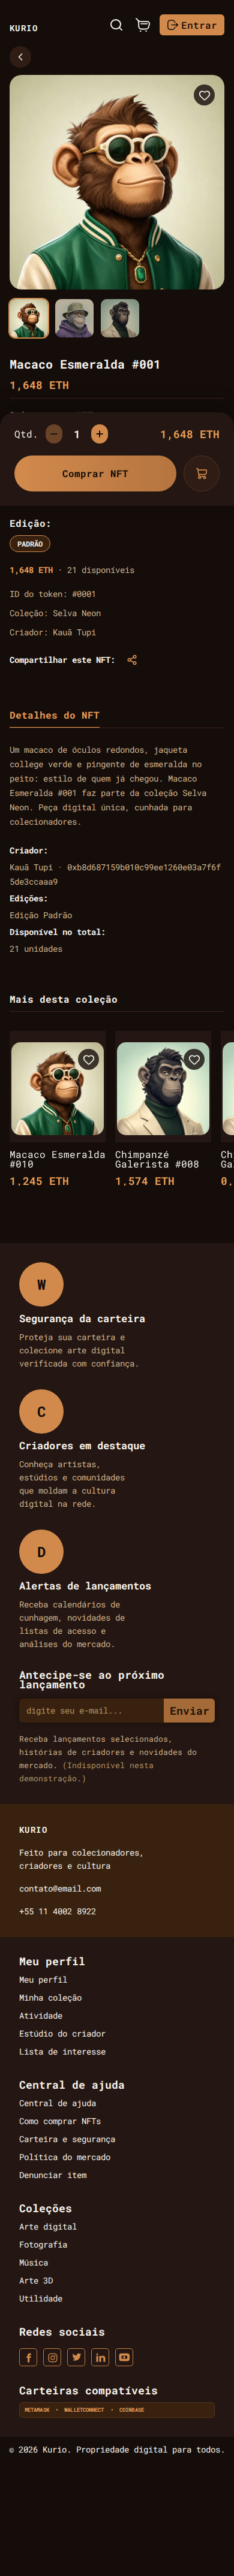 KURIO
Entrar
Macaco Esmeralda #001
1,648 ETH
Qtd.
1
1,648 ETH
Comprar NFT
Edição:
PADRÃO
1,648 ETH · 21 disponíveis
ID do token: #0001
Coleção: Selva Neon
Criador: Kauã Tupi
Compartilhar este NFT:
Detalhes do NFT
Um macaco de óculos redondos, jaqueta
college verde e pingente de esmeralda no
peito: estilo de quem já chegou. Macaco
Esmeralda #001 faz parte da coleção Selva
Neon. Peça digital única, cunhada para
colecionadores.
Criador:
Kauã Tupi · 0xb8d687159b010c99ee1260e03a7f6f
5de3ccaaa9
Edições:
Edição Padrão
Disponível no total:
21 unidades
Mais desta coleção
Macaco Esmeralda
#010
1,245 ETH
Chimpanzé
Galerista #008
1,574 ETH
Ch
Ga
0,
W
Segurança da carteira
Proteja sua carteira e
colecione arte digital
verificada com confiança.
C
Criadores em destaque
Conheça artistas,
estúdios e comunidades
que moldam a cultura
digital na rede.
D
Alertas de lançamentos
Receba calendários de
cunhagem, novidades de
listas de acesso e
análises do mercado.
Antecipe-se ao próximo
lançamento
digite seu e-mail...
Enviar
Receba lançamentos selecionados,
histórias de criadores e novidades do
mercado. (Indisponível nesta
demonstração.)
KURIO
Feito para colecionadores,
criadores e cultura
contato@email.com
+55 11 4002 8922
Meu perfil
Meu perfil
Minha coleção
Atividade
Estúdio do criador
Lista de interesse
Central de ajuda
Central de ajuda
Como comprar NFTs
Carteira e segurança
Política do mercado
Denunciar item
Coleções
Arte digital
Fotografia
Música
Arte 3D
Utilidade
Redes sociais
Carteiras compatíveis
METAMASK • WALLETCONNECT • COINBASE
© 2026 Kurio. Propriedade digital para todos.